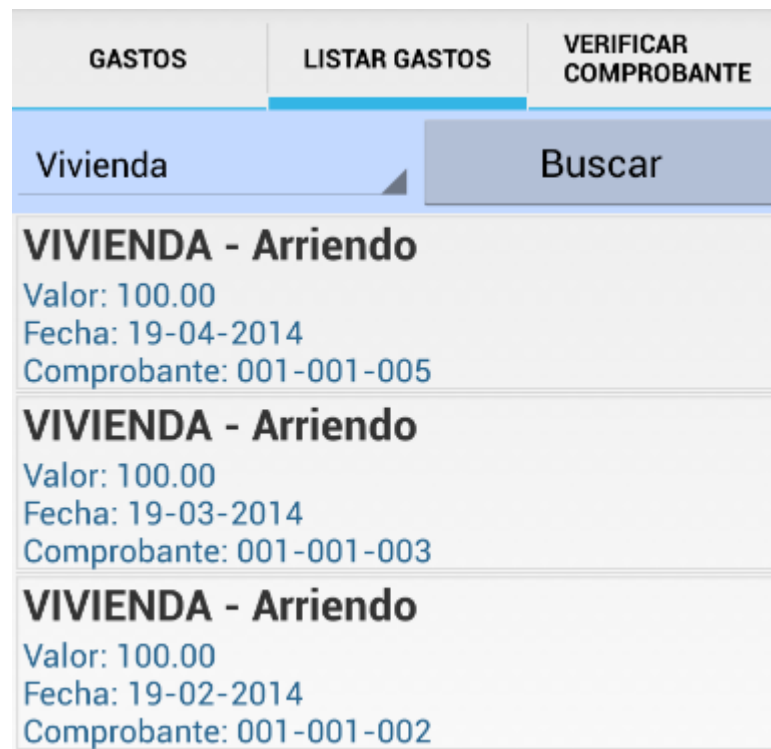 GASTOS
LISTAR GASTOS
VERIFICAR
COMPROBANTE
Vivienda
Buscar
VIVIENDA - Arriendo
Valor: 100.00
Fecha: 19-04-2014
Comprobante: 001-001-005
VIVIENDA - Arriendo
Valor: 100.00
Fecha: 19-03-2014
Comprobante: 001-001-003
VIVIENDA - Arriendo
Valor: 100.00
Fecha: 19-02-2014
Comprobante: 001-001-002